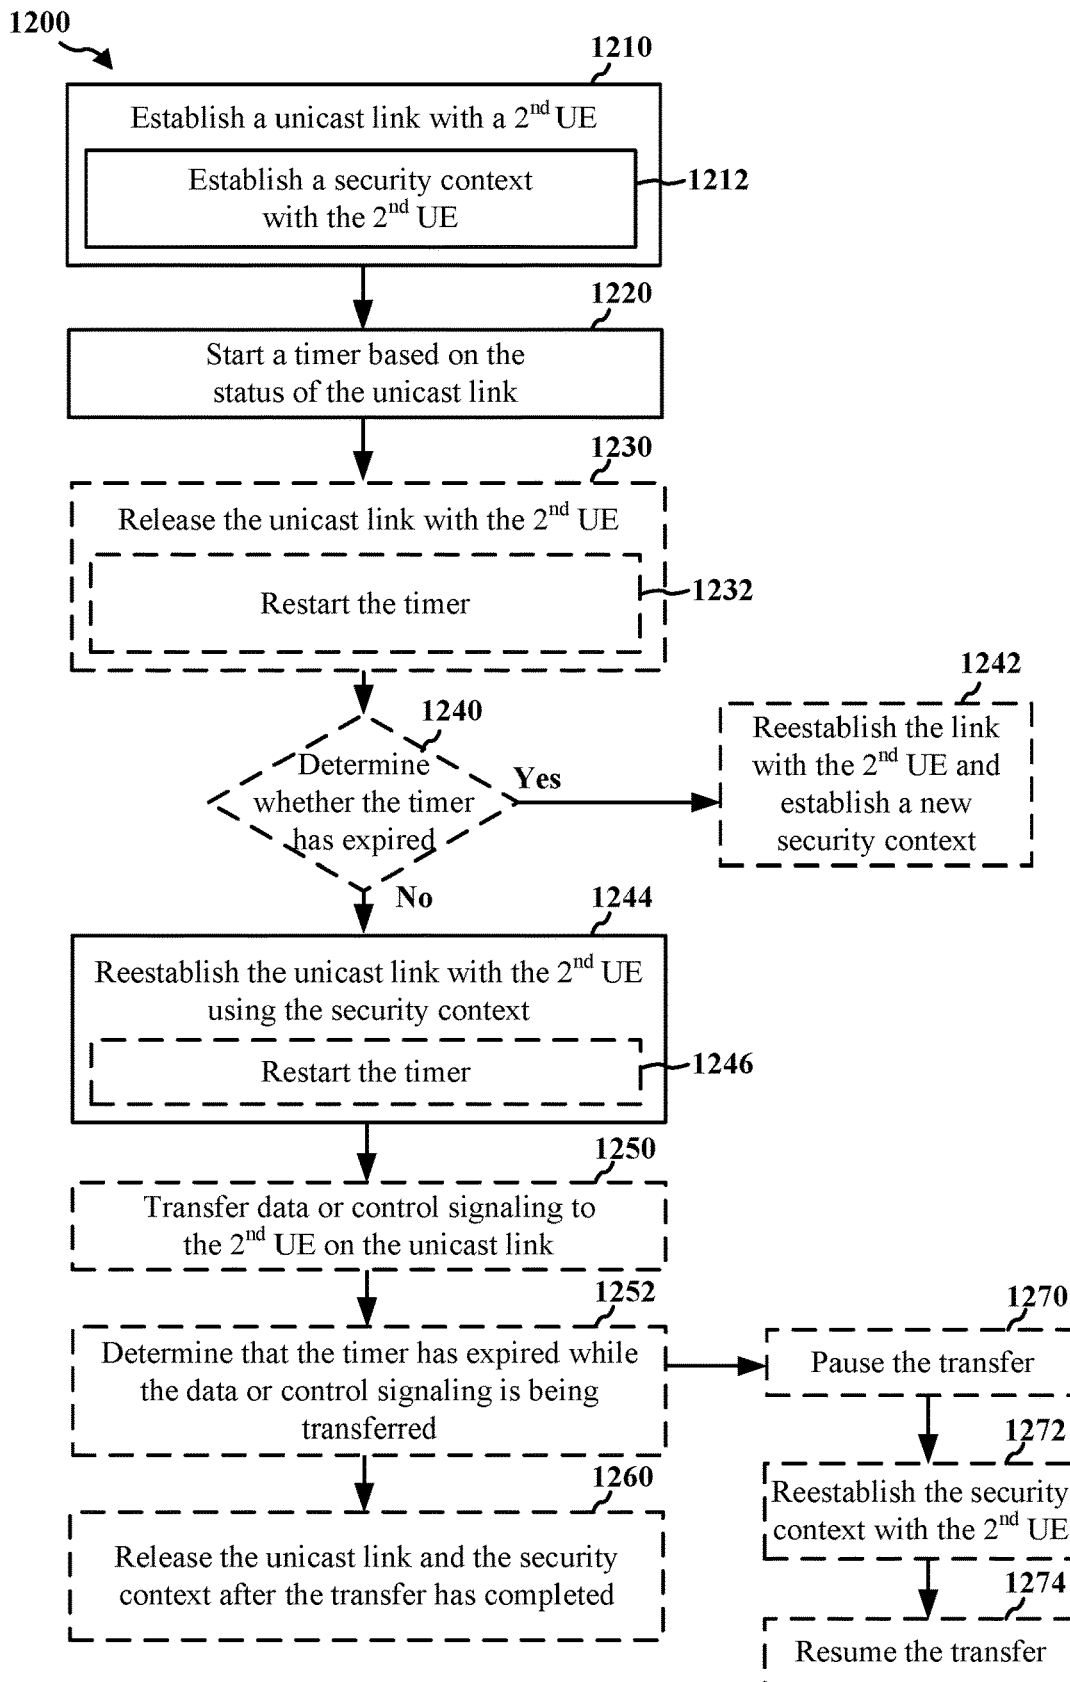 1200
1210
Establish a unicast link with a 2nd UE
Establish a security context
with the 2nd UE
1212
1220
Start a timer based on the
status of the unicast link
1230
Release the unicast link with the 2nd UE
Restart the timer
1232
1240
Determine
whether the timer
has expired
Yes
No
1242
Reestablish the link
with the 2nd UE and
establish a new
security context
1244
Reestablish the unicast link with the 2nd UE
using the security context
Restart the timer
1246
1250
Transfer data or control signaling to
the 2nd UE on the unicast link
1252
Determine that the timer has expired while
the data or control signaling is being
transferred
1260
Release the unicast link and the security
context after the transfer has completed
1270
Pause the transfer
1272
Reestablish the security
context with the 2nd UE
1274
Resume the transfer